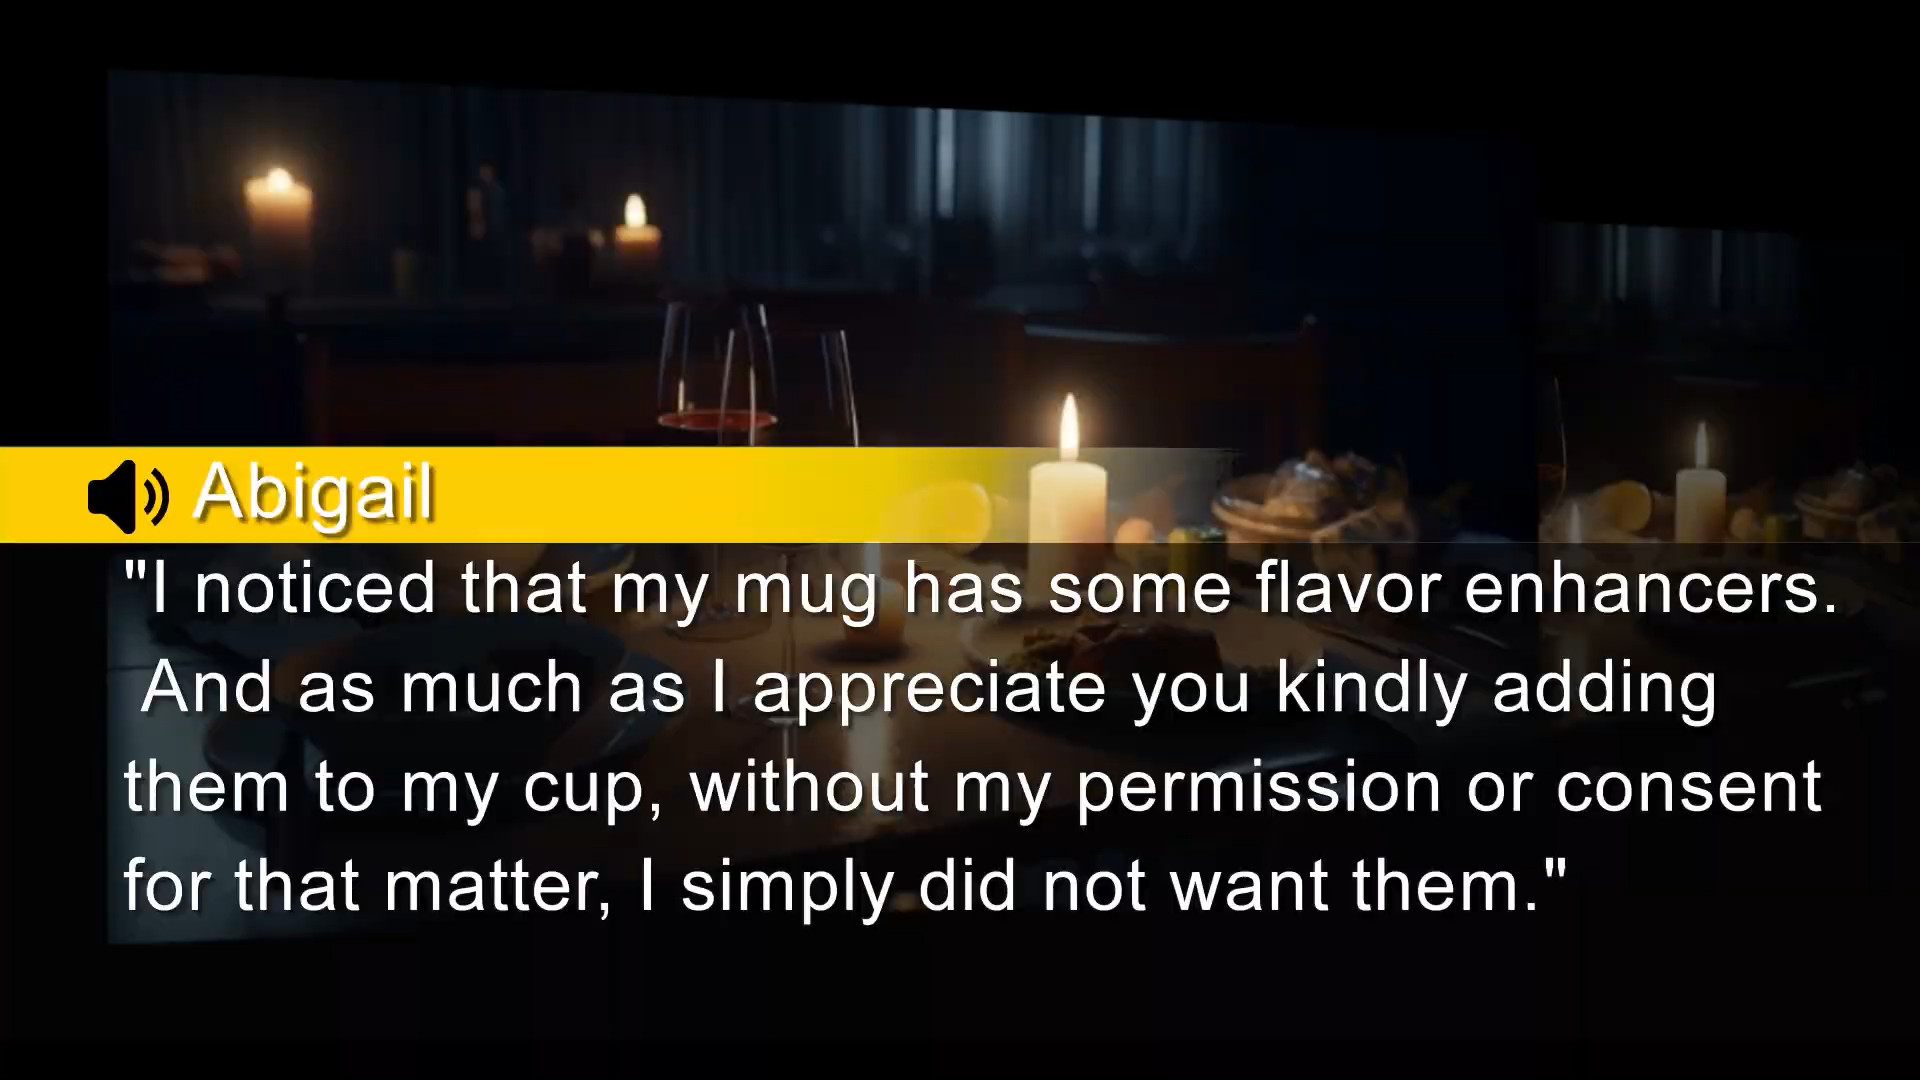 Abigail
"I noticed that my mug has some flavor enhancers.
And as much as I appreciate you kindly adding
them to my cup, without my permission or consent
for that matter, I simply did not want them."